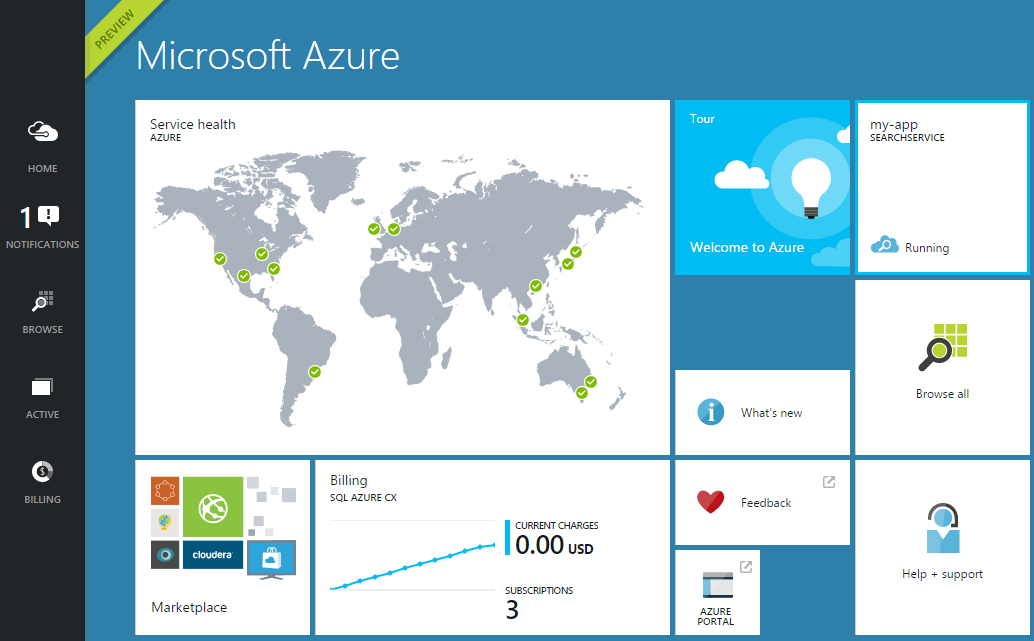 PREVIEW
Microsoft Azure
HOME
1
NOTIFICATIONS
BROWSE
ACTIVE
BILLING
Service health
AZURE
Tour
Welcome to Azure
my-app
SEARCHSERVICE
Running
What's new
Browse all
cloudera
Marketplace
Billing
SQL AZURE CX
CURRENT CHARGES
0.00 USD
SUBSCRIPTIONS
3
Feedback
AZURE
PORTAL
Help + support